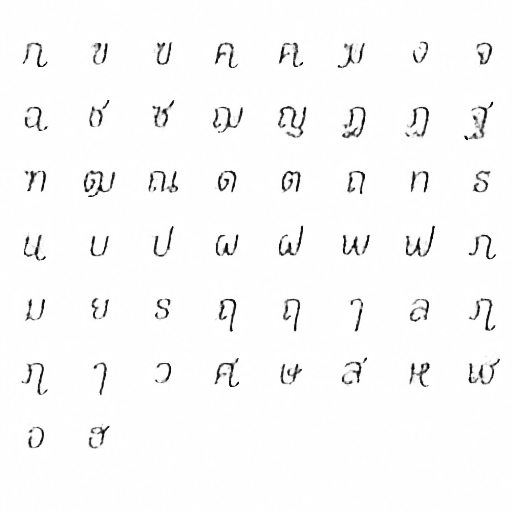 ก ข ฃ ค ฅ ฆ ง จ
ฉ ช ซ ฌ ญ ฎ ฏ ฐ
ฑ ฒ ณ ด ต ถ ท ธ
น บ ป ผ ฝ พ ฟ ภ
ม ย ร ฤ ฤ ๅ ล ฦ
ฦ ๅ ว ศ ษ ส ห ฬ
อ ฮ